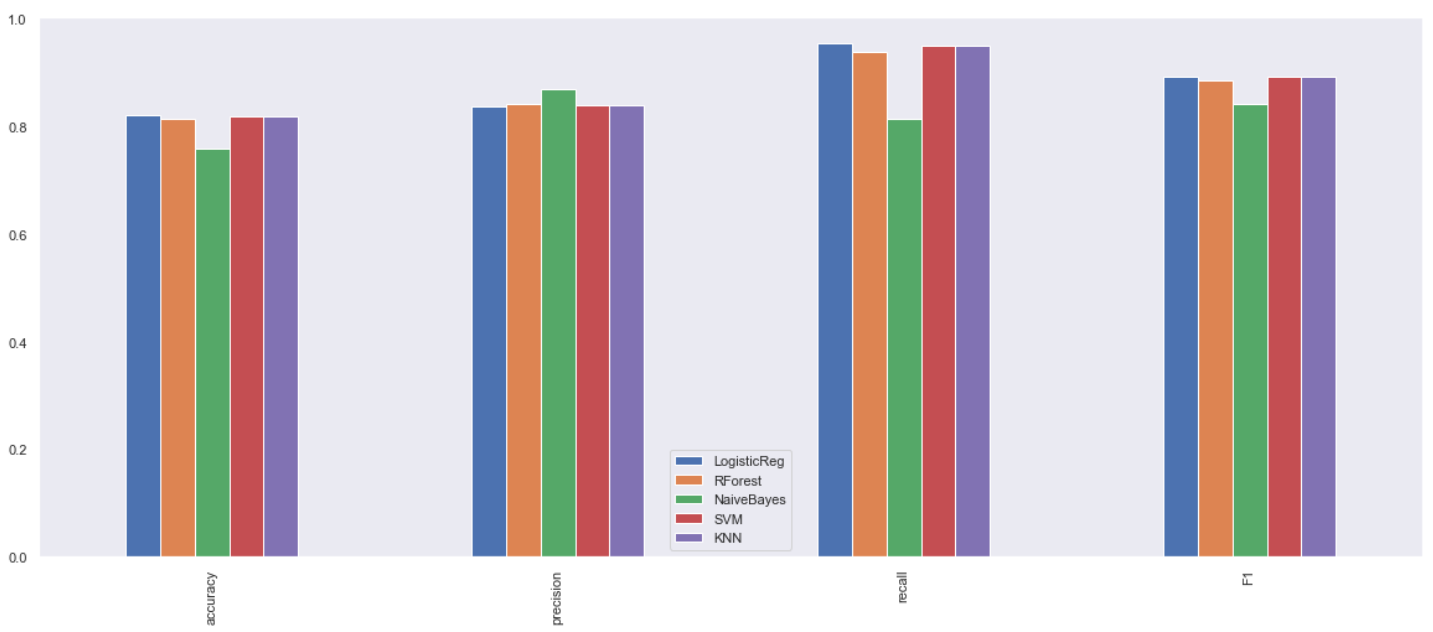 1.0
0.8
0.6
0.4
0.2
0.0
LogisticReg
RForest
NaiveBayes
SVM
KNN
accuracy
precision
recall
F1